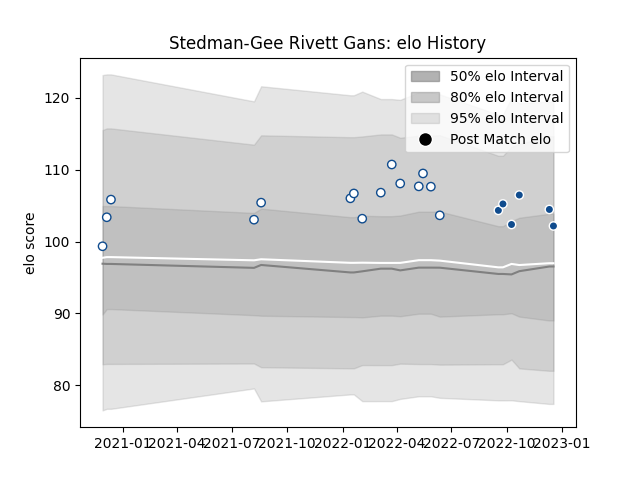 Stedman-Gee Rivett Gans: elo History
50% elo Interval
80% elo Interval
95% elo Interval
Post Match elo
elo score
120
110
100
90
80
2021-01 2021-04 2021-07 2021-10 2022-01 2022-04 2022-07 2022-10 2023-01